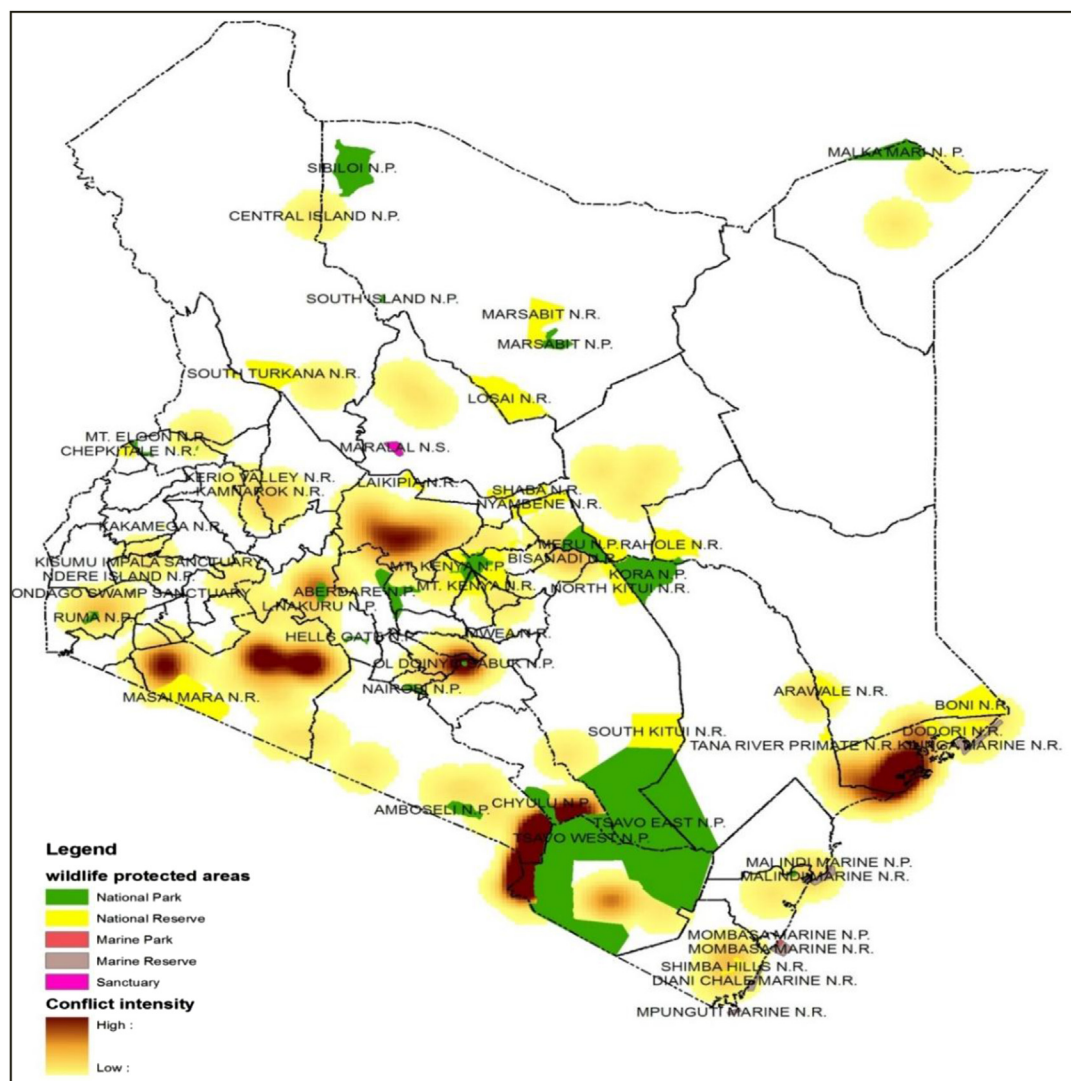 SIBILOI N.P.
MALKA MARI N. P.
CENTRAL ISLAND N.P.
SOUTH ISLAND N.P.
MARSABIT N.R.
MARSABIT N.P.
SOUTH TURKANA N.R.
LOSAI N.R.
MT. ELGON N.R.
CHEPKITALE N.R.
MARALAL N.S.
KERIO VALLEY N.R.
KAMNAROK N.R.
LAIKIPIA N.R.
SHABA N.R.
NYAMBENE N.R.
KAKAMEGA N.R.
MERU N.P.
RAHOLE N.R.
BISANADI N.R.
KISUMU IMPALA SANCTUARY
NDERE ISLAND N.P.
MT. KENYA N.P.
KORA N.P.
ONDAGO SWAMP SANCTUARY
ABERDARE N.P.
MT. KENYA N.R.
NORTH KITUI N.R.
RUMA N.P.
L.NAKURU N.P.
HELLS GATE N.P.
MWEA N.R.
OL DOINYO SABUK N.P.
MASAI MARA N.R.
NAIROBI N.P.
ARAWALE N.R.
BONI N.R.
SOUTH KITUI N.R.
DODORI N.R.
TANA RIVER PRIMATE N.R.
KIUNGA MARINE N.R.
AMBOSELI N.P.
CHYULU N.P.
TSAVO EAST N.P.
TSAVO WEST N.P.
MALINDI MARINE N.P.
MALINDI MARINE N.R.
MOMBASA MARINE N.P.
MOMBASA MARINE N.R.
SHIMBA HILLS N.R.
DIANI CHALE MARINE N.R.
MPUNGUTI MARINE N.R.
Legend
wildlife protected areas
National Park
National Reserve
Marine Park
Marine Reserve
Sanctuary
Conflict intensity
High :
Low :